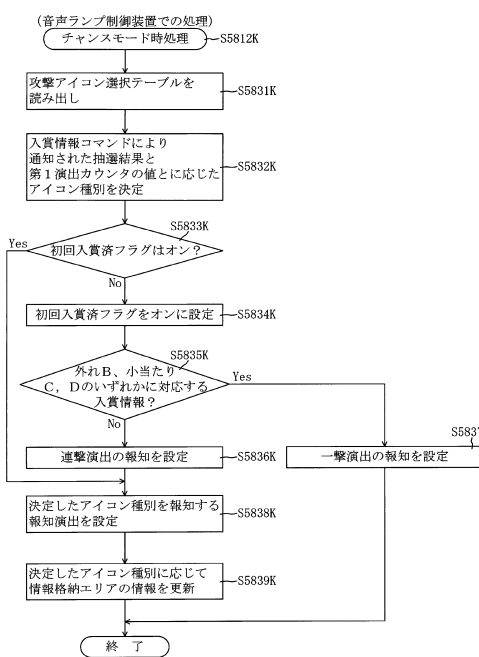 (音声ランプ制御装置での処理)
チャンスモード時処理
S5812K
攻撃アイコン選択テーブルを
読み出し
S5831K
入賞情報コマンドにより
通知された抽選結果と
第1演出カウンタの値とに応じた
アイコン種別を決定
S5832K
S5833K
Yes
初回入賞済フラグはオン?
No
初回入賞済フラグをオンに設定
S5834K
S5835K
外れB、小当たり
C,Dのいずれかに対応する
入賞情報?
Yes
No
S5837
連撃演出の報知を設定
S5836K
一撃演出の報知を設定
決定したアイコン種別を報知する
報知演出を設定
S5838K
決定したアイコン種別に応じて
情報格納エリアの情報を更新
S5839K
終了